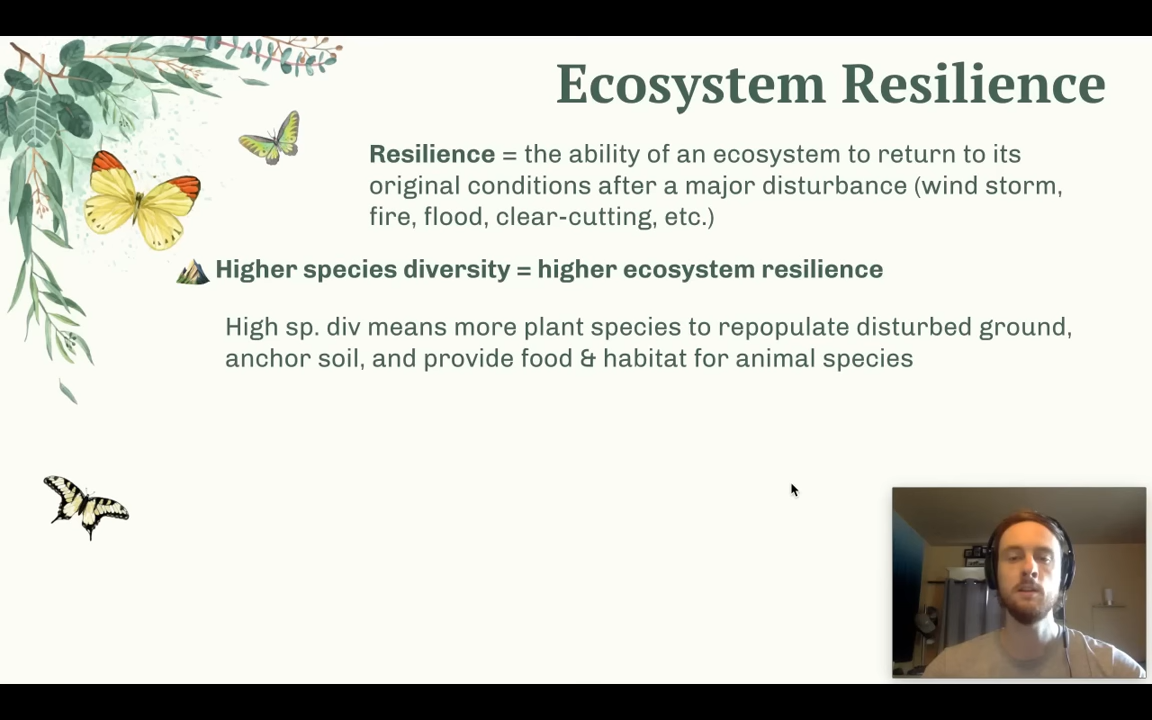 Ecosystem Resilience
Resilience = the ability of an ecosystem to return to its
original conditions after a major disturbance (wind storm,
fire, flood, clear-cutting, etc.)
Higher species diversity = higher ecosystem resilience
High sp. div means more plant species to repopulate disturbed ground,
anchor soil, and provide food & habitat for animal species